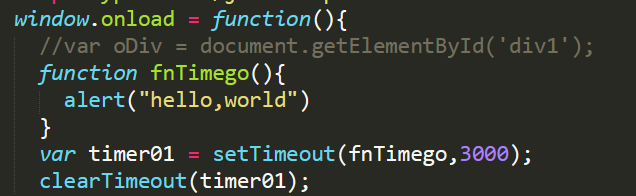 window.onload = function(){
//var oDiv = document.getElementById('div1');
function fnTimego(){
alert("hello,world")
}
var timer01 = setTimeout(fnTimego,3000);
clearTimeout(timer01);